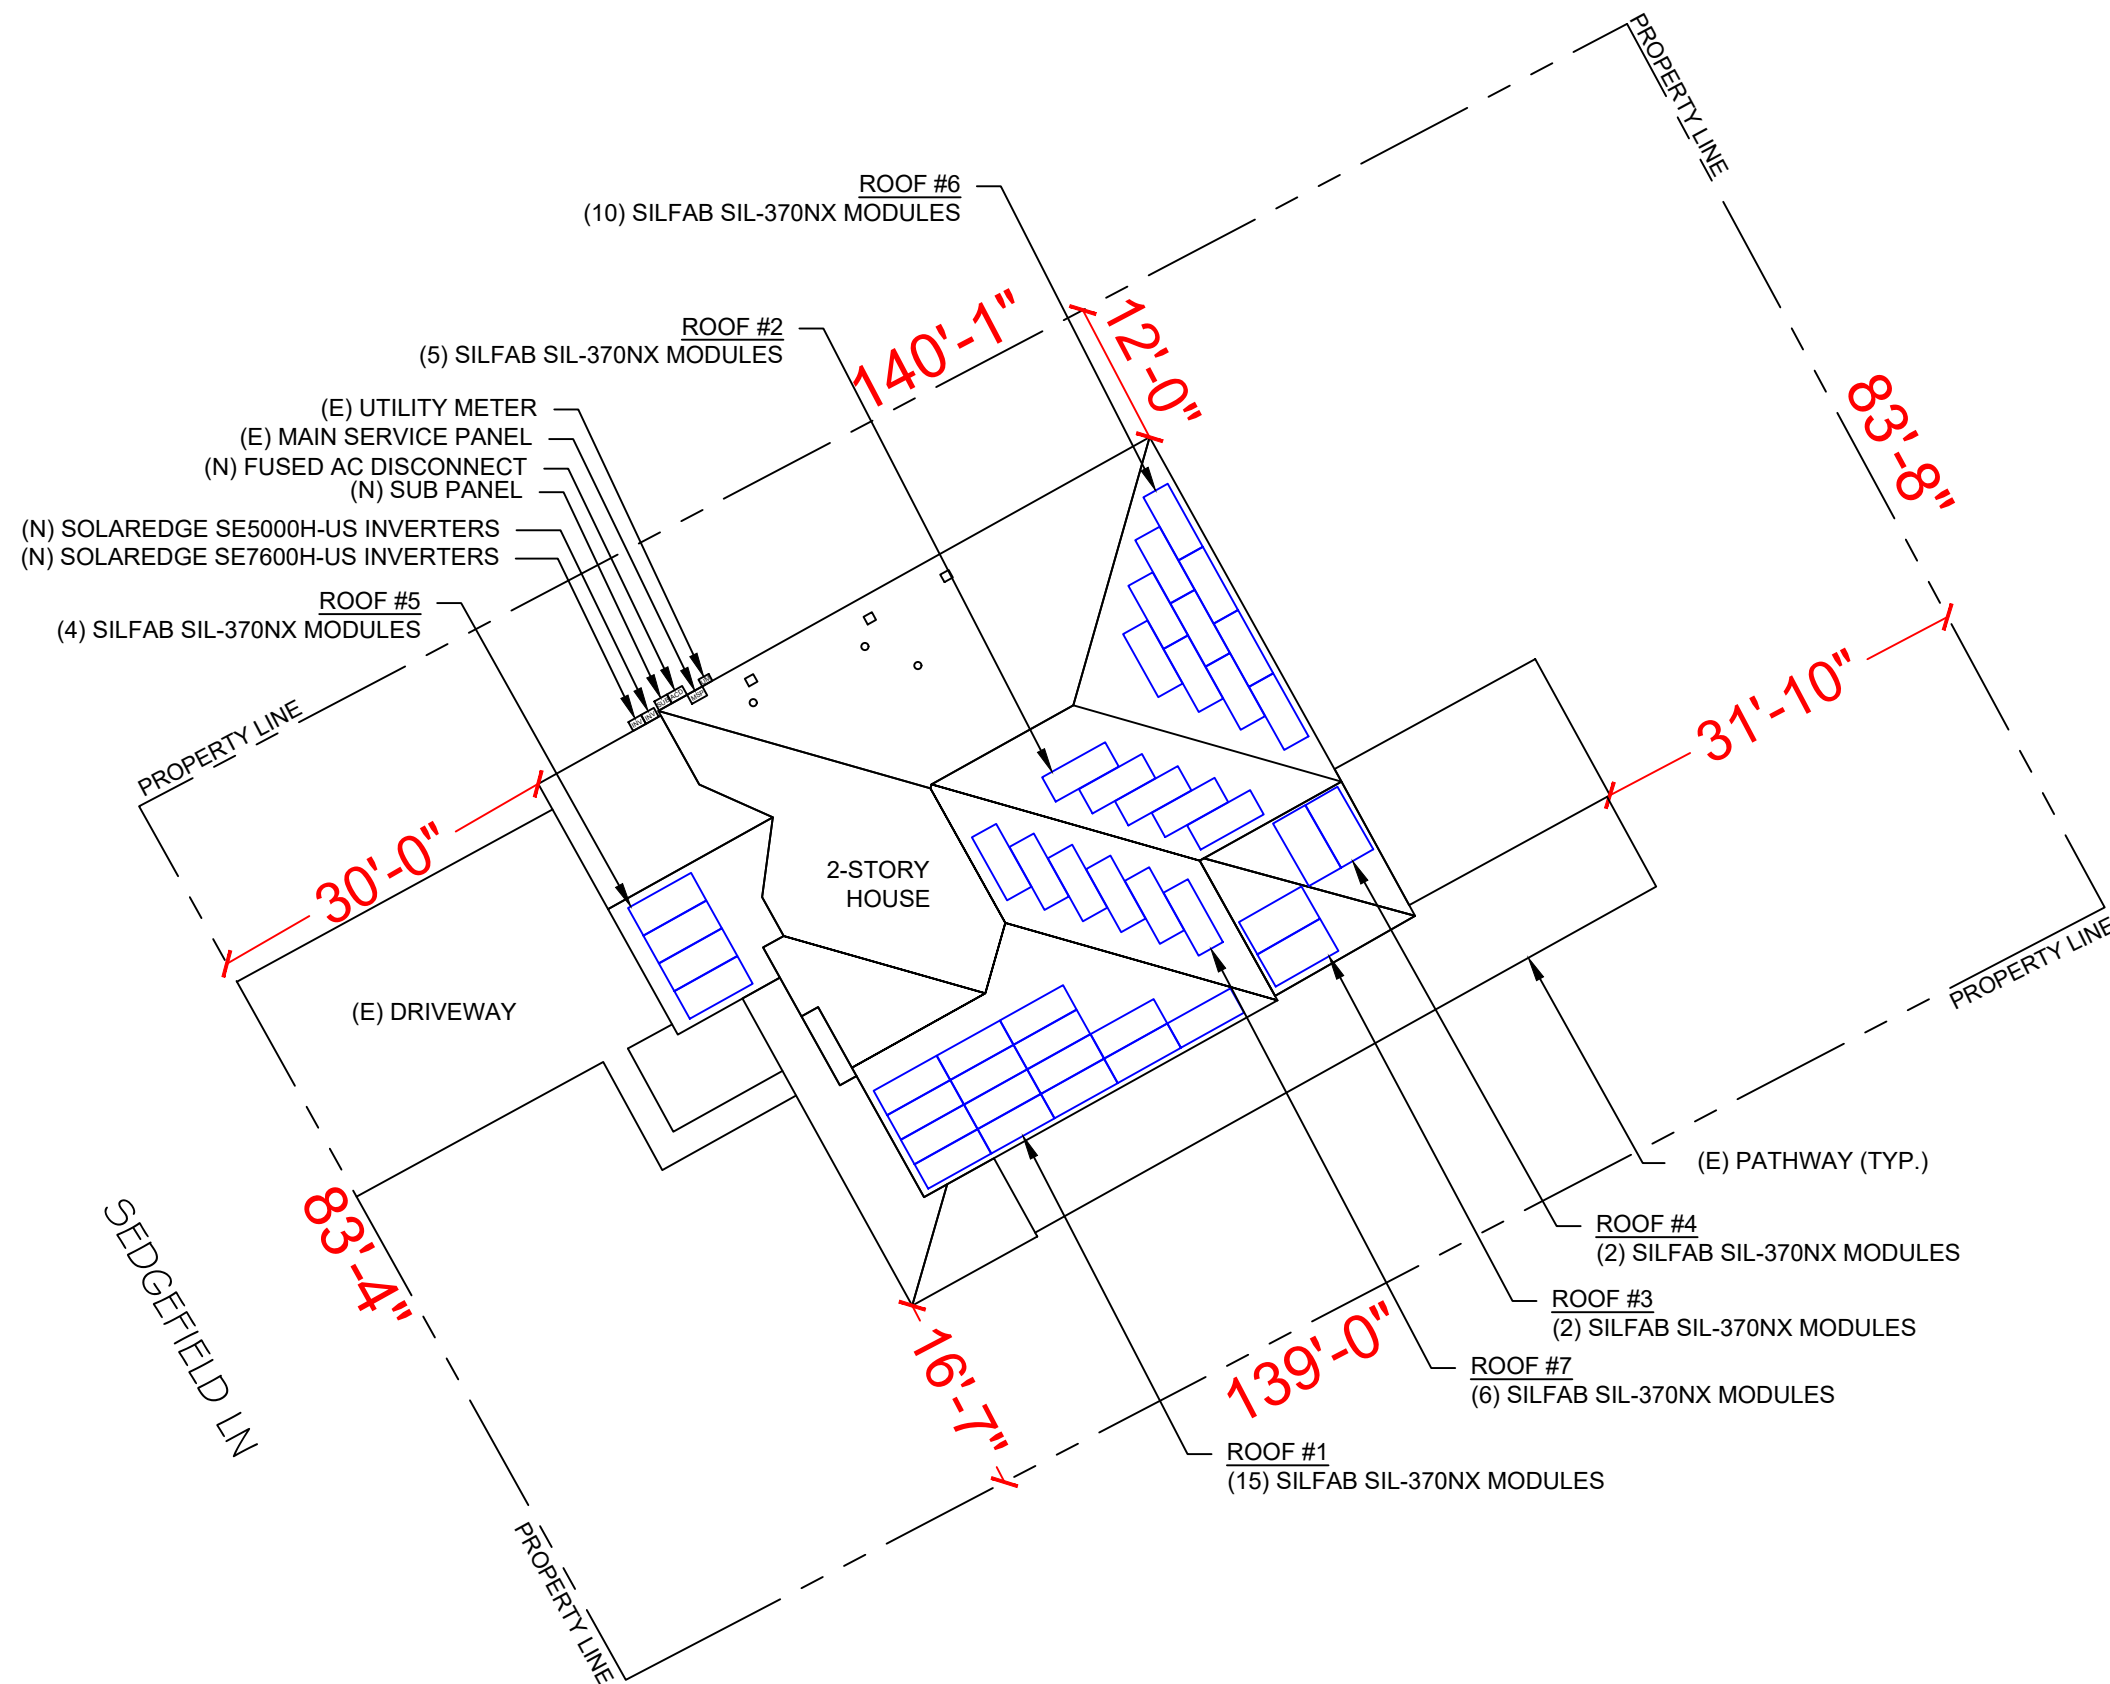 PROPERTY LINE
ROOF #6
(10) SILFAB SIL-370NX MODULES
140'-1"
12'-0"
ROOF #2
(5) SILFAB SIL-370NX MODULES
83'-8"
(E) UTILITY METER
(E) MAIN SERVICE PANEL
(N) FUSED AC DISCONNECT
(N) SUB PANEL
(N) SOLAREDGE SE5000H-US INVERTERS
(N) SOLAREDGE SE7600H-US INVERTERS
ROOF #5
(4) SILFAB SIL-370NX MODULES
INV
INV
SUB
ACD
MSP
PROPERTY LINE
31'-10"
30'-0"
2-STORY
HOUSE
PROPERTY LINE
(E) DRIVEWAY
(E) PATHWAY (TYP.)
SEDGEFIELD LN
83'-4"
ROOF #4
(2) SILFAB SIL-370NX MODULES
ROOF #3
(2) SILFAB SIL-370NX MODULES
139'-0"
16'-7"
ROOF #7
(6) SILFAB SIL-370NX MODULES
ROOF #1
(15) SILFAB SIL-370NX MODULES
PROPERTY LINE